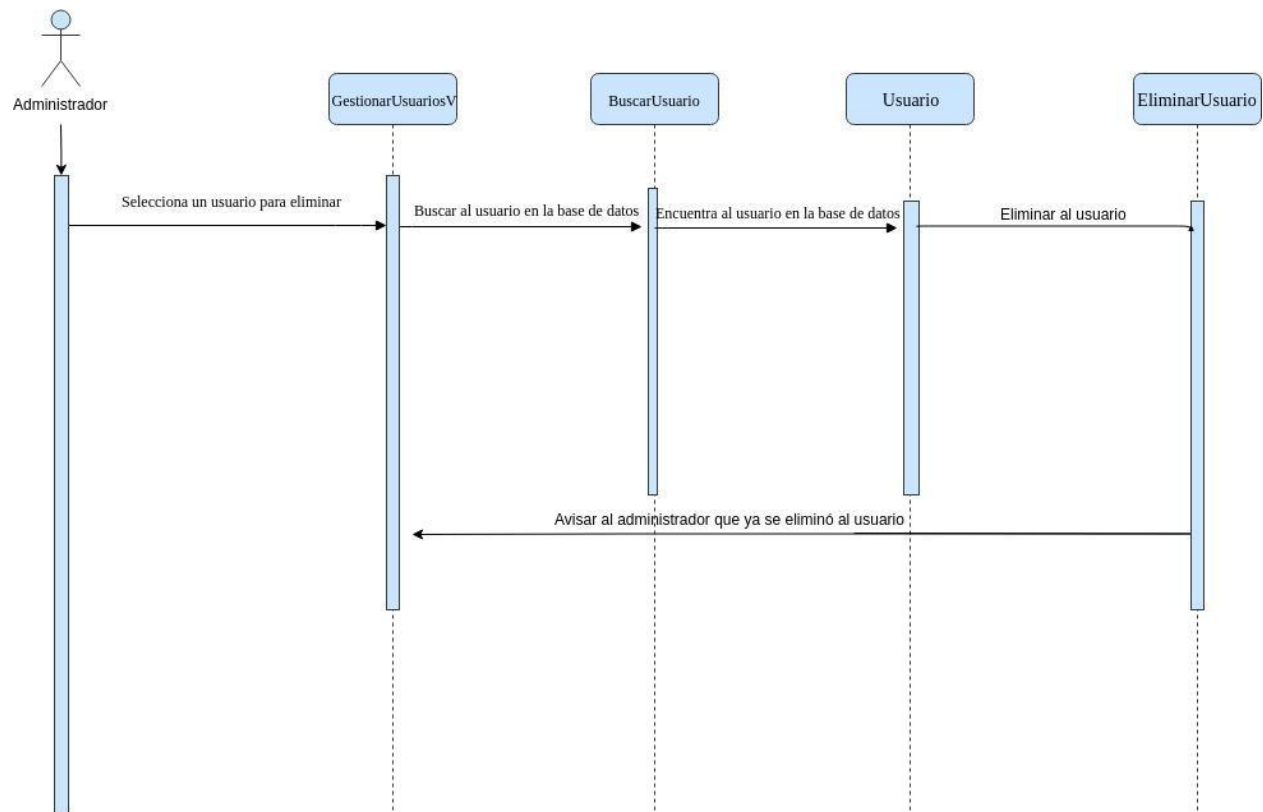 Administrador
GestionarUsuariosV
BuscarUsuario
Usuario
EliminarUsuario
Selecciona un usuario para eliminar
Buscar al usuario en la base de datos
Encuentra al usuario en la base de datos
Eliminar al usuario
Avisar al administrador que ya se eliminó al usuario